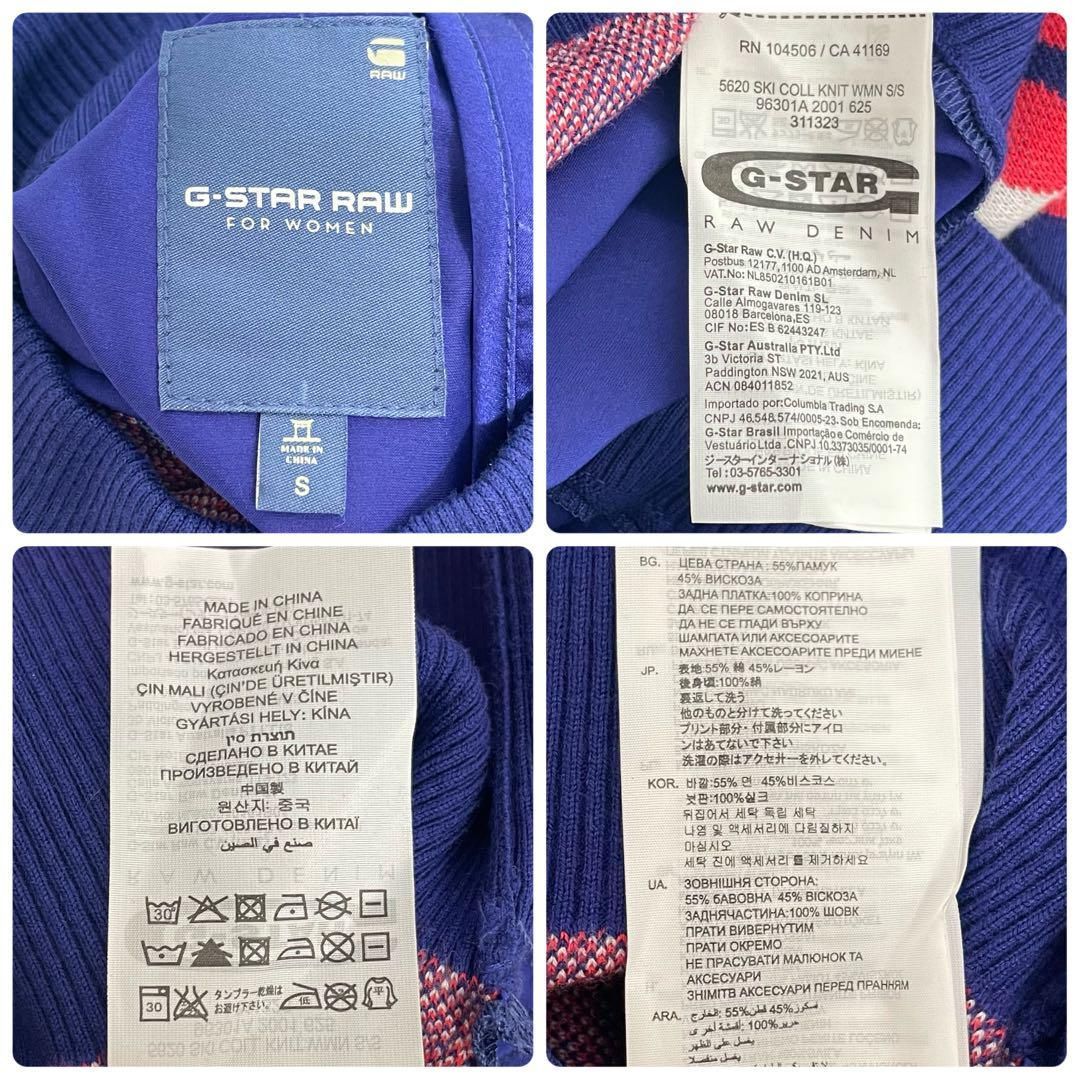 RAW
G-STAR RAW
FOR WOMEN
MADE IN
CHINA
S
RN 104506 / CA 41169
5620 SKI COLL KNIT WMN S/S
96301A 2001 625
311323
G-STAR
RAW DENIM
G-Star Raw C.V. (H.Q.)
Postbus 12177, 1100 AD Amsterdam, NL
VAT.No: NL850210161B01
G-Star Raw Denim SL
Calle Almogavares 119-123
08018 Barcelona,ES
CIF No: ES B 62443247
G-Star Australia PTY.Ltd
3b Victoria ST
Paddington NSW 2021, AUS
ACN 084011852
Importado por:Columbia Trading S.A
CNPJ 46.548.574/0005-23. Sob Encomenda:
G-Star Brasil Importação e Comércio de
Vestuário Ltda .CNPJ.10.3373035/0001-74
ジースターインターナショナル(株)
Tel : 03-5765-3301
www.g-star.com
MADE IN CHINA
FABRIQUÉ EN CHINE
FABRICADO EN CHINA
HERGESTELLT IN CHINA
Κατασκευή Κίνα
ÇIN MALI (ÇIN'DE ÜRETILMIŞTIR)
VYROBENÉ V ČÍNE
GYÁRTÁSI HELY: KÍNA
תוצרת סין
СДЕЛАНО В КИТАЕ
ПРОИЗВЕДЕНО В КИТАЙ
中国製
원산지: 중국
ВИГОТОВЛЕНО В КИТАЇ
صنع في الصين
30
30 タンブラー乾燥は お避け下さい。 低 平
BG. ЦЕВА СТРАНА : 55%ПАМУК
45% ВИСКОЗА
ЗАДНА ПЛАТКА:100% КОПРИНА
ДА СЕ ПЕРЕ САМОСТОЯТЕЛНО
ДА НЕ СЕ ГЛАДИ ВЪРХУ
ШАМПАТА ИЛИ АКСЕСОАРИТЕ
МАХНЕТЕ АКСЕСОАРИТЕ ПРЕДИ МИЕНЕ
JP. 表地:55% 綿 45%レーヨン
後身頃:100%絹
裏返して洗う
他のものと分けて洗ってください
プリント部分・付属部分にアイロ
ンはあてないで下さい
洗濯の際はアクセ廾ーを外してください。
KOR. 바깥:55% 면 45%비스코스
뒷판:100%실크
뒤집어서 세탁 독립 세탁
나염 및 액세서리에 다림질하지
마십시오
세탁 진에 액세서리 를 제거하세요
UA. ЗОВНІШНЯ СТОРОНА:
55% БАВОВНА 45% ВІСКОЗА
ЗАДНЯЧАСТИНА:100% ШОВК
ПРАТИ ВИВЕРНУТИМ
ПРАТИ ОКРЕМО
НЕ ПРАСУВАТИ МАЛЮНОК ТА
АКСЕСУАРИ
ЗНІМІТЬ АКСЕСУАРИ ПЕРЕД ПРАННЯМ
ARA. الخارج: 55% قطن 45% فسكوز
أقمشة أخرى: 100% حرير
يغسل على الظهر
يغسل منفصلا